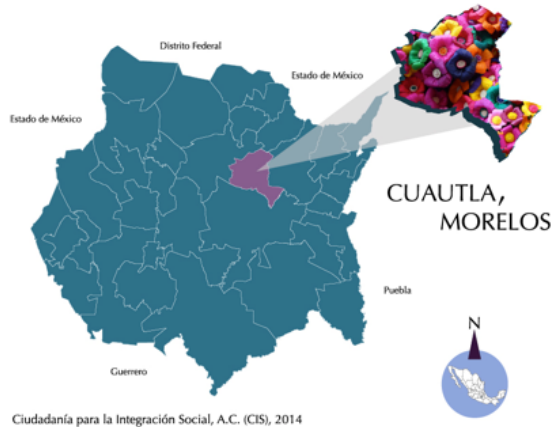 Distrito Federal
Estado de México
Estado de México
CUAUTLA,
MORELOS
Puebla
N
Guerrero
Ciudadanía para la Integración Social, A.C. (CIS), 2014